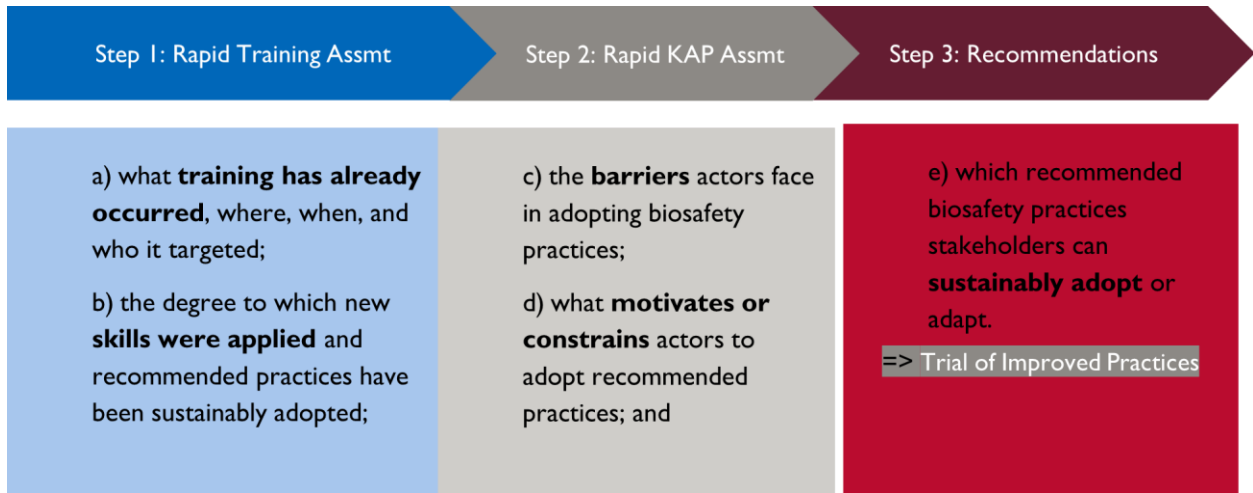 Step 1: Rapid Training Assmt
Step 2: Rapid KAP Assmt
Step 3: Recommendations
a) what training has already
occurred, where, when, and
who it targeted;
b) the degree to which new
skills were applied and
recommended practices have
been sustainably adopted;
c) the barriers actors face
in adopting biosafety
practices;
d) what motivates or
constrains actors to
adopt recommended
practices; and
e) which recommended
biosafety practices
stakeholders can
sustainably adopt or
adapt.
=> Trial of Improved Practices